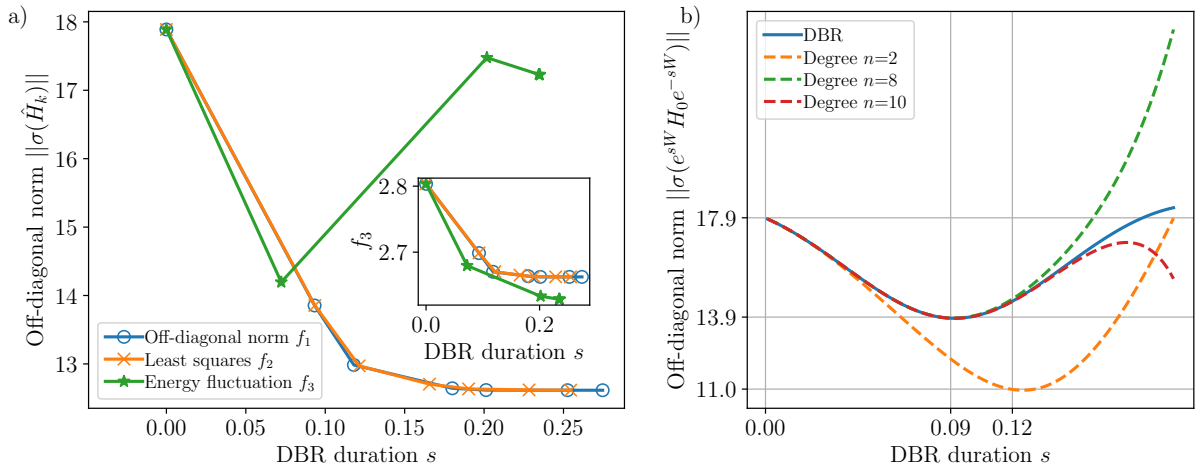 a)
Off-diagonal norm ||σ(Ĥ_k)||
18
17
16
15
14
13
0.00
0.05
0.10
0.15
0.20
0.25
DBR duration s
Off-diagonal norm f_1
Least squares f_2
Energy fluctuation f_3
f_3
2.8
2.7
0.0
0.2
DBR duration s
b)
Off-diagonal norm ||σ(e^{sW} H_0 e^{-sW})||
17.9
13.9
11.0
0.00
0.09
0.12
DBR duration s
DBR
Degree n=2
Degree n=8
Degree n=10